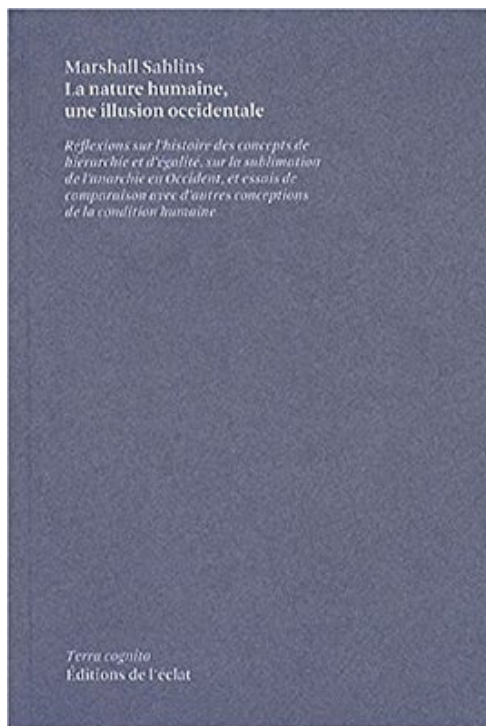 Marshall Sahlins
La nature humaine,
une illusion occidentale
Réflexions sur l'histoire des concepts de
hiérarchie et d'égalité, sur la sublimation
de l'anarchie en Occident, et essais de
comparaison avec d'autres conceptions
de la condition humaine
Terra cognita
Éditions de l'éclat